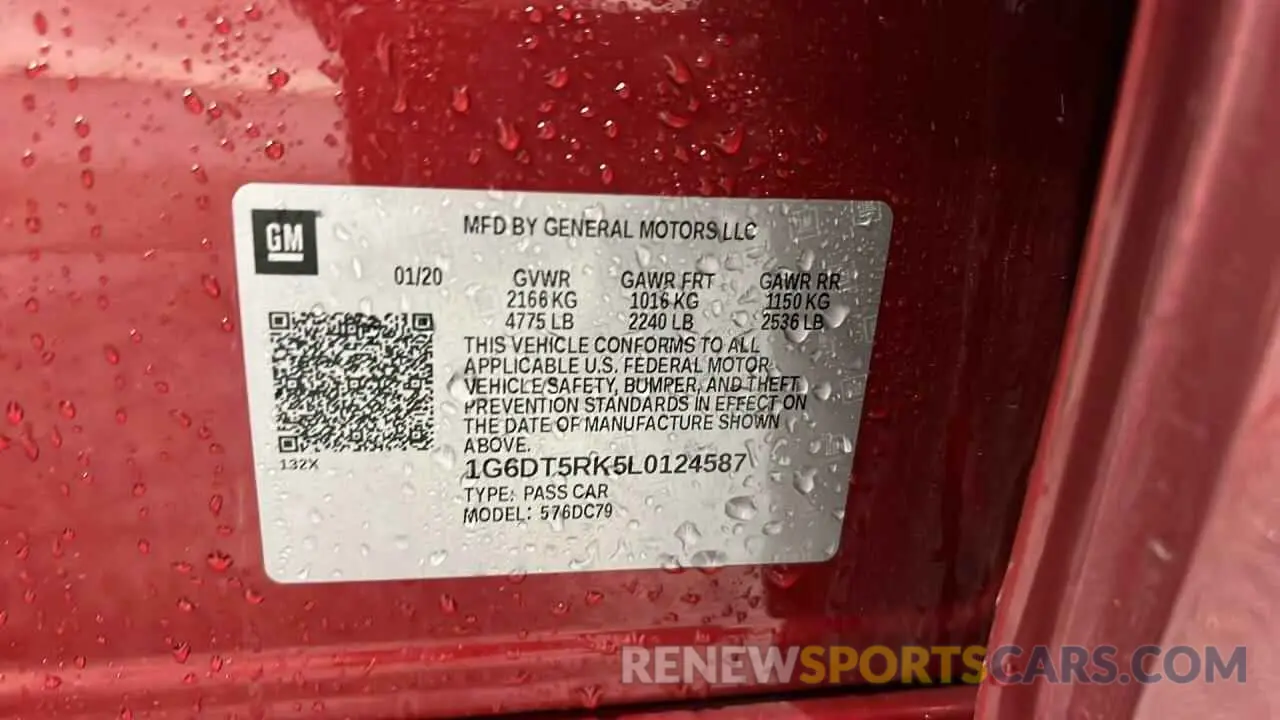 GM
MFD BY GENERAL MOTORS LLC
01/20
GVWR GAWR FRT GAWR RR
2166 KG 1016 KG 1150 KG
4775 LB 2240 LB 2536 LB
THIS VEHICLE CONFORMS TO ALL
APPLICABLE U.S. FEDERAL MOTOR
VEHICLE SAFETY, BUMPER, AND THEFT
PREVENTION STANDARDS IN EFFECT ON
THE DATE OF MANUFACTURE SHOWN
ABOVE.
132X
1G6DT5RK5L0124587
TYPE: PASS CAR
MODEL: 576DC79
RENEWSPORTSCARS.COM